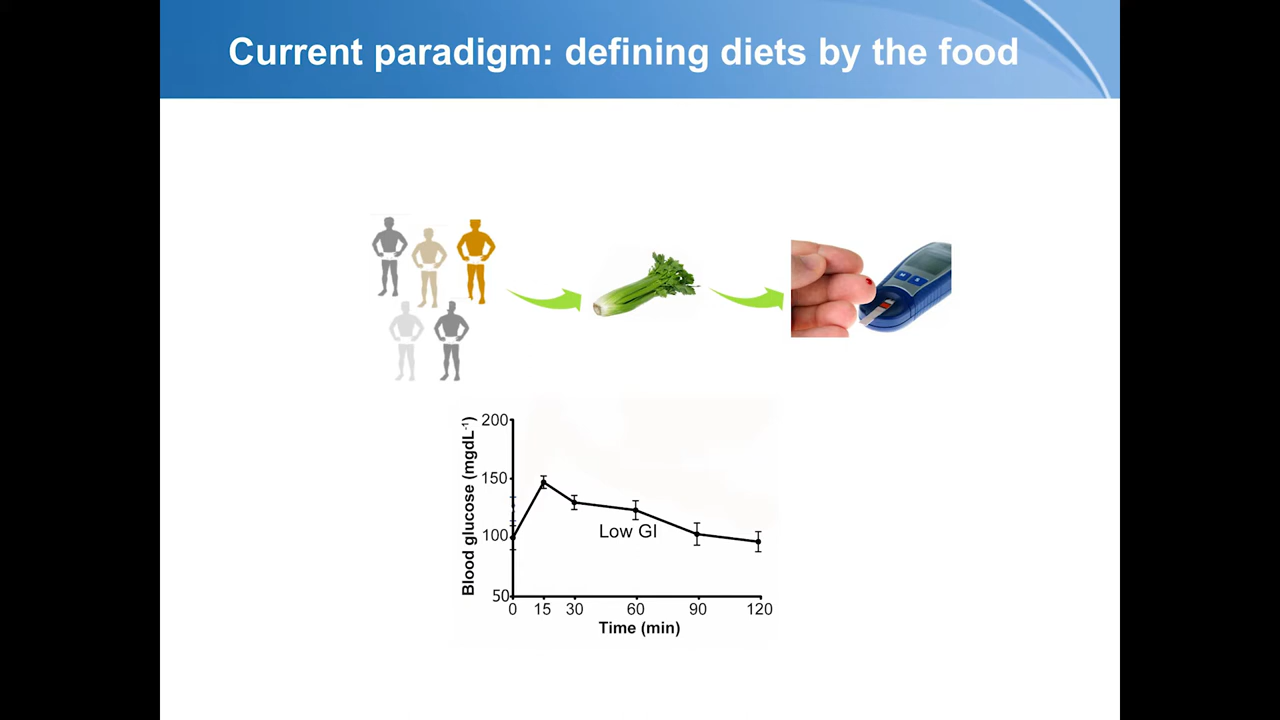 Current paradigm: defining diets by the food
Blood glucose (mgdL-1)
200
150
100
50
Low GI
0 15 30 60 90 120
Time (min)